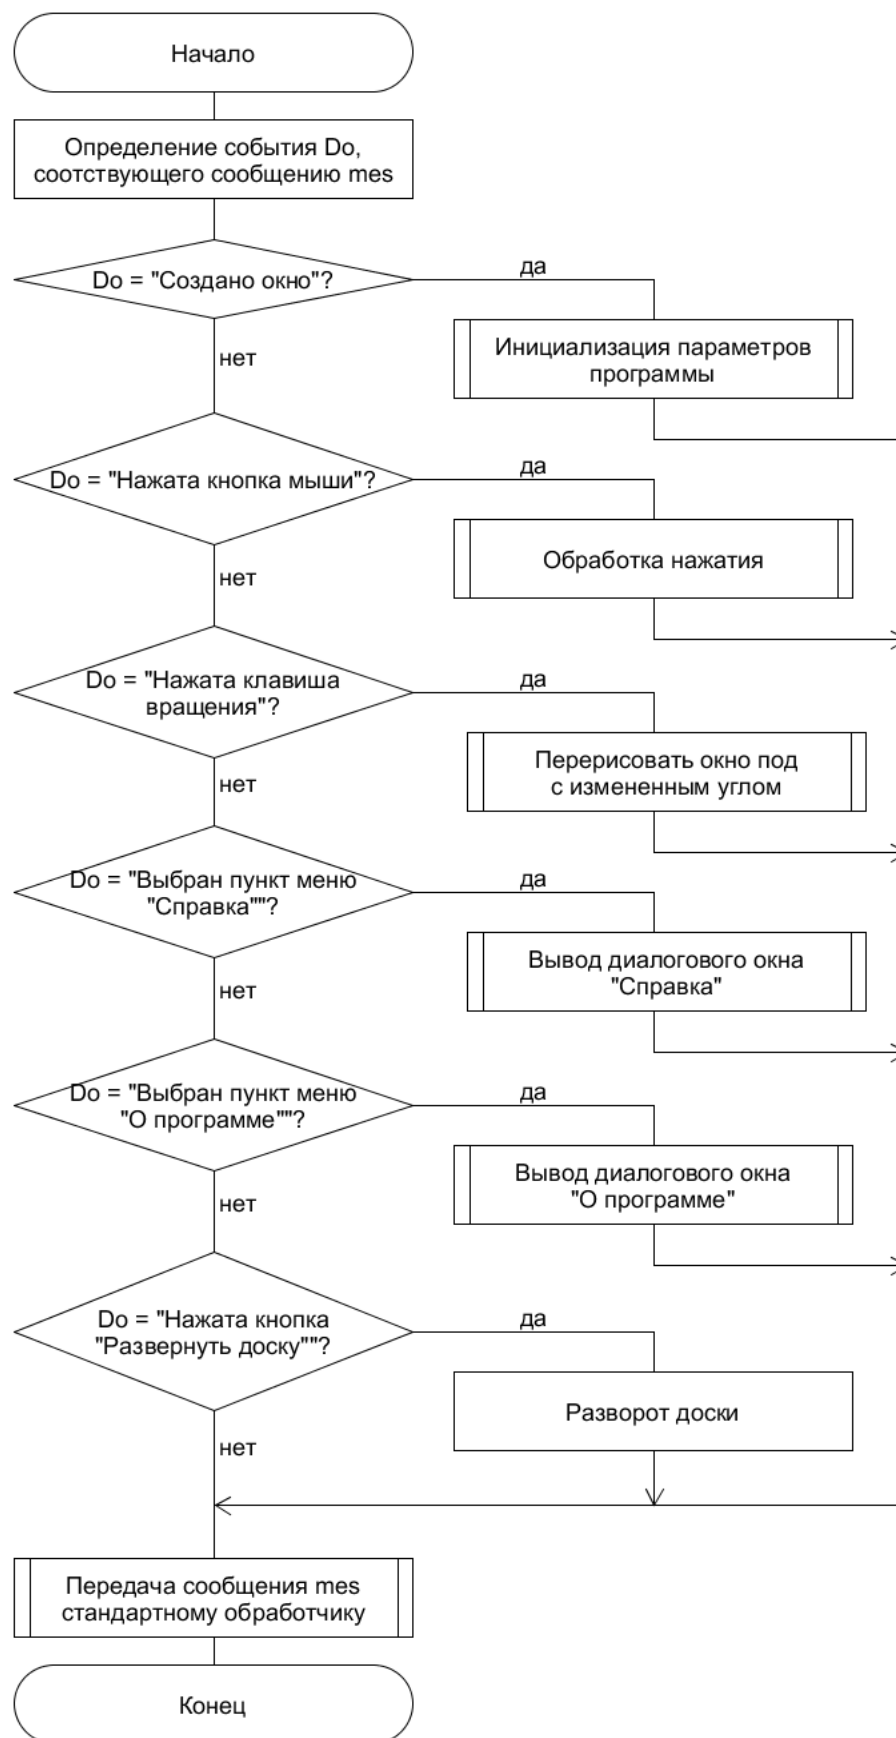 Начало
Определение события Do,
соотствующего сообщению mes
Do = "Создано окно"?
да
нет
Инициализация параметров
программы
Do = "Нажата кнопка мыши"?
да
нет
Обработка нажатия
Do = "Нажата клавиша
вращения"?
да
нет
Перерисовать окно под
с измененным углом
Do = "Выбран пункт меню
"Справка""?
да
нет
Вывод диалогового окна
"Справка"
Do = "Выбран пункт меню
"О программе""?
да
нет
Вывод диалогового окна
"О программе"
Do = "Нажата кнопка
"Развернуть доску""?
да
нет
Разворот доски
Передача сообщения mes
стандартному обработчику
Конец